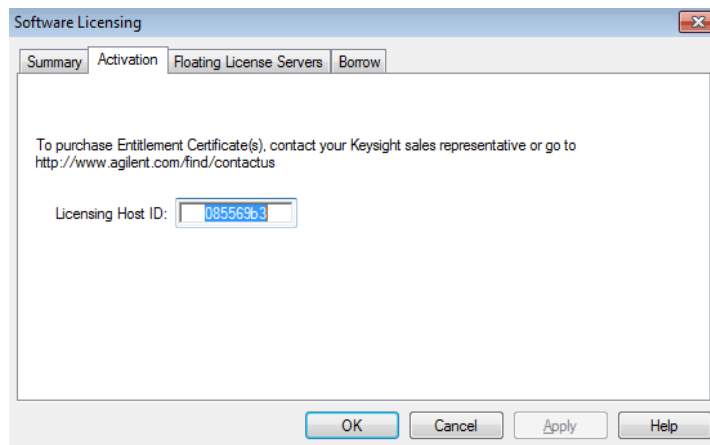 Software Licensing
Summary Activation Floating License Servers Borrow
To purchase Entitlement Certificate(s), contact your Keysight sales representative or go to
http://www.agilent.com/find/contactus
Licensing Host ID: 085569b3
OK Cancel Apply Help